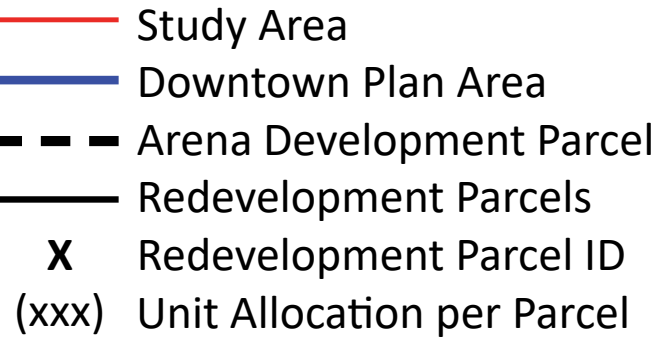 Study Area
Downtown Plan Area
Arena Development Parcel
Redevelopment Parcels
X Redevelopment Parcel ID
(xxx) Unit Allocation per Parcel